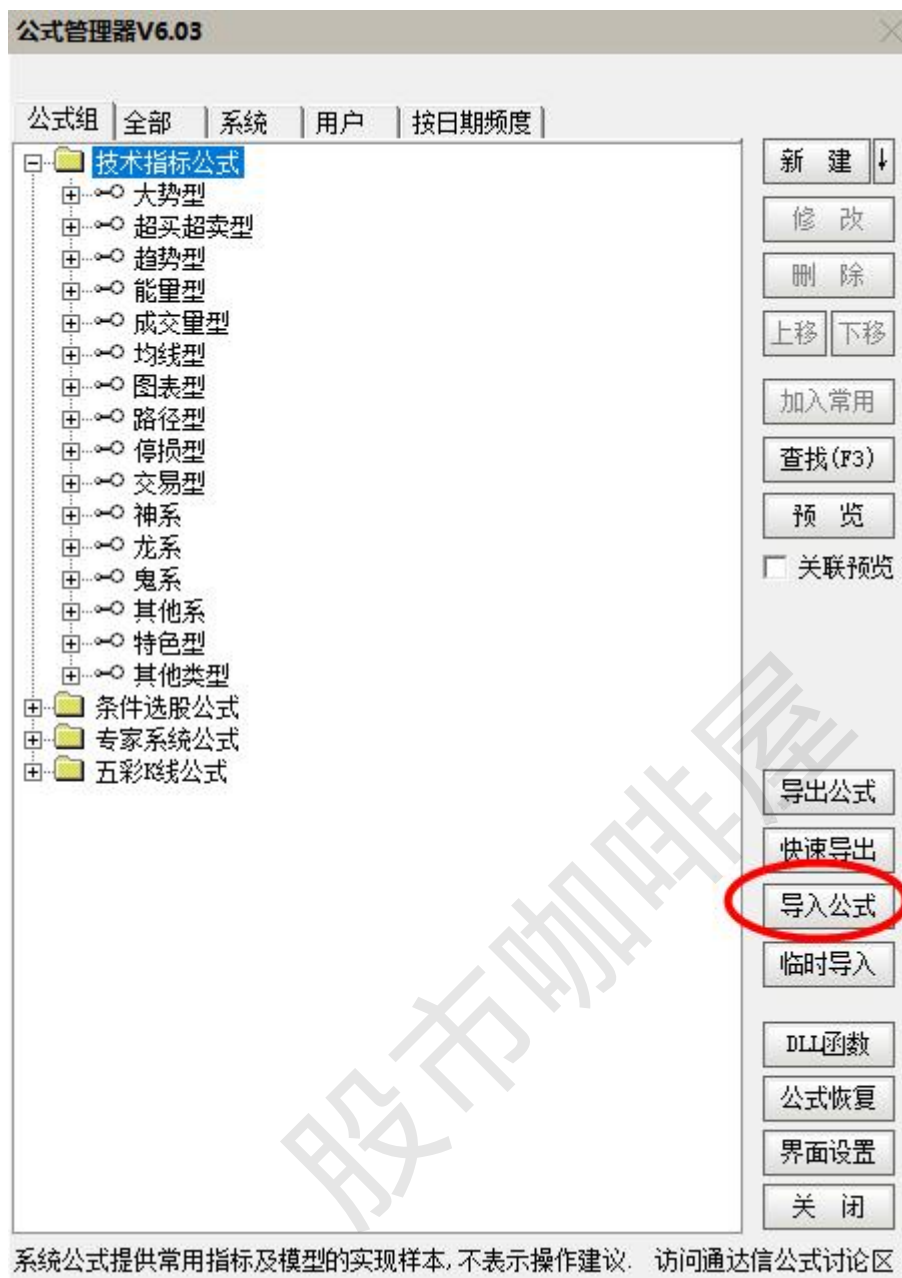 公式管理器V6.03
公式组 全部 系统 用户 按日期频度
技术指标公式
大势型
超买超卖型
趋势型
能量型
成交量型
均线型
图表型
路径型
停损型
交易型
神系
龙系
鬼系
其他系
特色型
其他类型
条件选股公式
专家系统公式
五彩K线公式
新 建
修 改
删 除
上移 下移
加入常用
查找(F3)
预 览
关联预览
导出公式
快速导出
导入公式
临时导入
DLL函数
公式恢复
界面设置
关 闭
股市咖啡屋
系统公式提供常用指标及模型的实现样本,不表示操作建议. 访问通达信公式讨论区